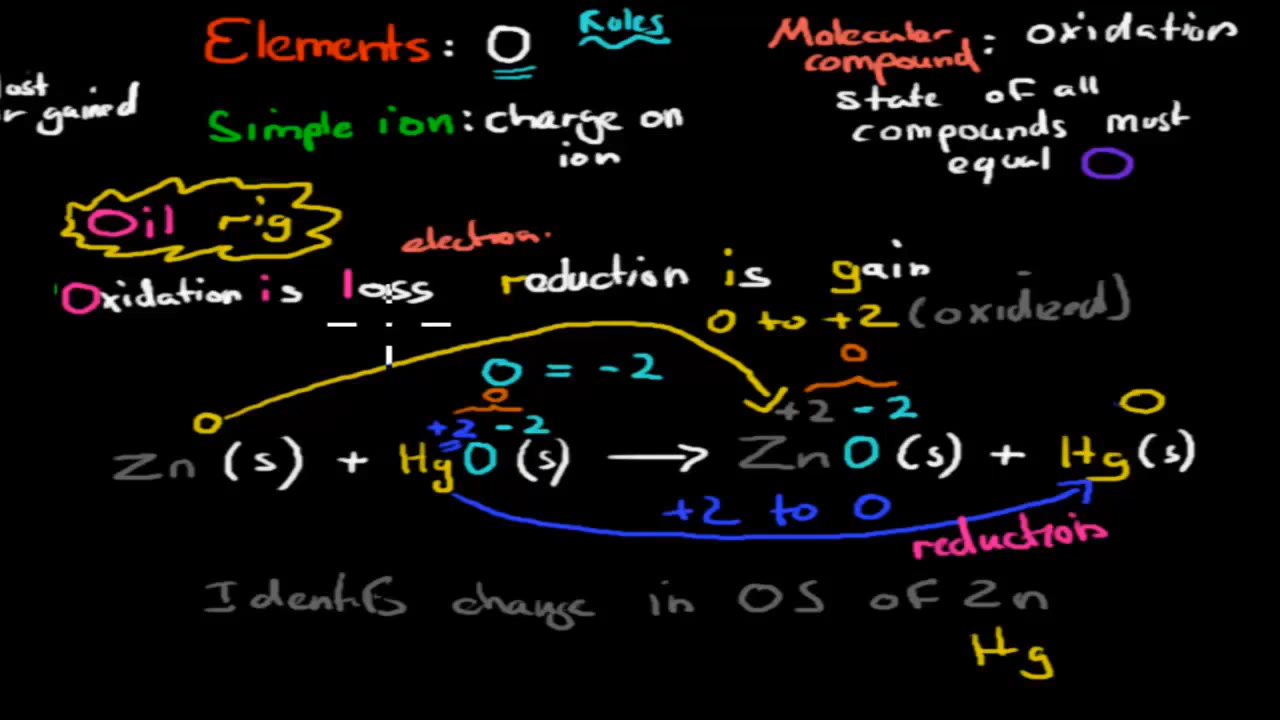 Rules
Elements: O
Molecular compound: oxidation
state of all
compounds must
equal O
lost
r gained
Simple ion: charge on
ion
Oil rig
electron.
Oxidation is loss reduction is gain
0 to +2 (oxidized)
O = -2
0
0
0 +2 -2 +2 -2 0
Zn (s) + HgO (s) → ZnO (s) + Hg (s)
+2 to 0
reduction
Identify change in OS of Zn
Hg